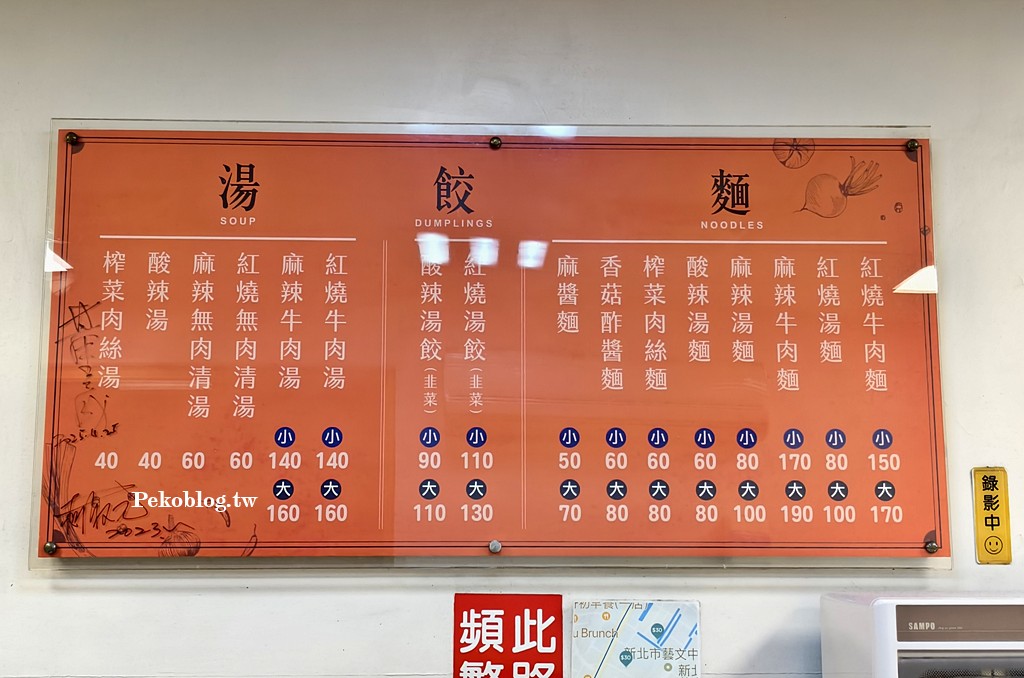 湯
SOUP
榨菜肉絲湯 40
酸辣湯 40
麻辣無肉清湯 60
紅燒無肉清湯 60
麻辣牛肉湯 小 140 大 160
紅燒牛肉湯 小 140 大 160
餃
DUMPLINGS
酸辣湯餃(韭菜) 小 90 大 110
紅燒湯餃(韭菜) 小 110 大 130
麵
NOODLES
麻醬麵 小 50 大 70
香菇酢醬麵 小 60 大 80
榨菜肉絲麵 小 60 大 80
酸辣湯麵 小 60 大 80
麻辣湯麵 小 80 大 100
麻辣牛肉麵 小 170 大 190
紅燒湯麵 小 80 大 100
紅燒牛肉麵 小 150 大 170
Pekoblog.tw
錄影中
此路
頻繁
u Brunch
$30
$30
新北市藝文中
新北
SAMPO